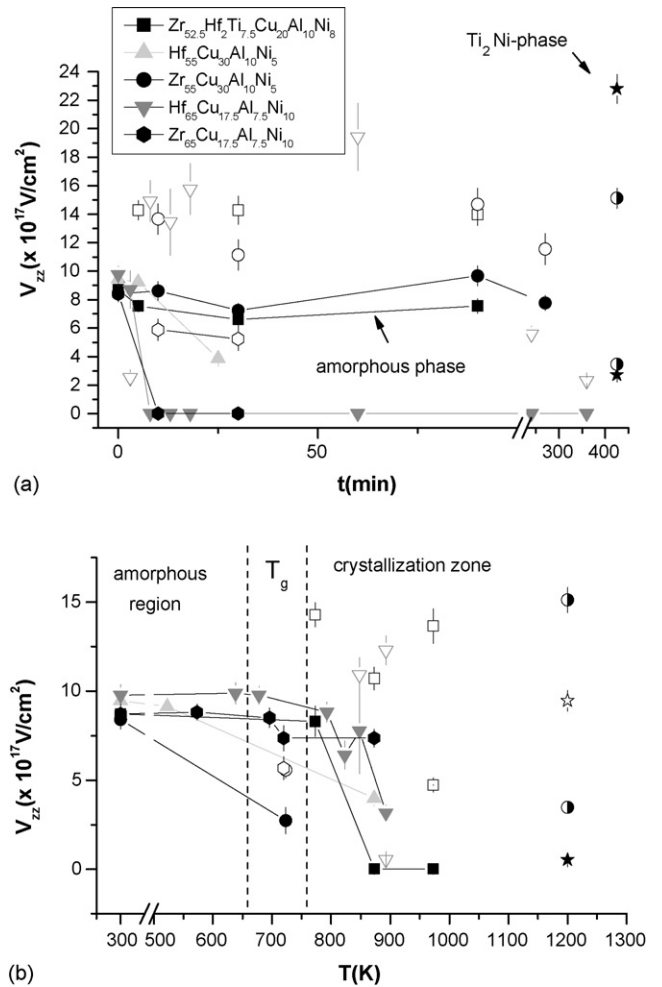 Zr52.5Hf2Ti7.5Cu20Al10Ni8
Hf55Cu30Al10Ni5
Zr55Cu30Al10Ni5
Hf65Cu17.5Al7.5Ni10
Zr65Cu17.5Al7.5Ni10
Ti2Ni-phase
24
22
20
18
16
14
12
10
8
6
4
2
0
Vzz(x 10^17V/cm^2)
amorphous phase
0 50 300 400
(a) t(min)
amorphous
region
Tg
crystallization zone
15
10
5
0
Vzz(x 10^17V/cm^2)
300 500 600 700 800 900 1000 1100 1200 1300
(b) T(K)